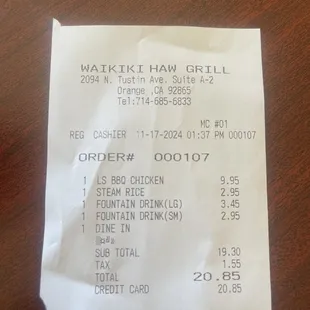 WAIKIKI HAW GRILL
2094 N. Tustin Ave. Suite A-2
Orange ,CA 92865
Tel:714-685-6833
MC #01
REG CASHIER 11-17-2024 01:37 PM 000107
ORDER# 000107
1 LS BBQ CHICKEN 9.95
1 STEAM RICE 2.95
1 FOUNTAIN DRINK(LG) 3.45
1 FOUNTAIN DRINK(SM) 2.95
1 DINE IN
SUB TOTAL 19.30
TAX 1.55
TOTAL 20.85
CREDIT CARD 20.85